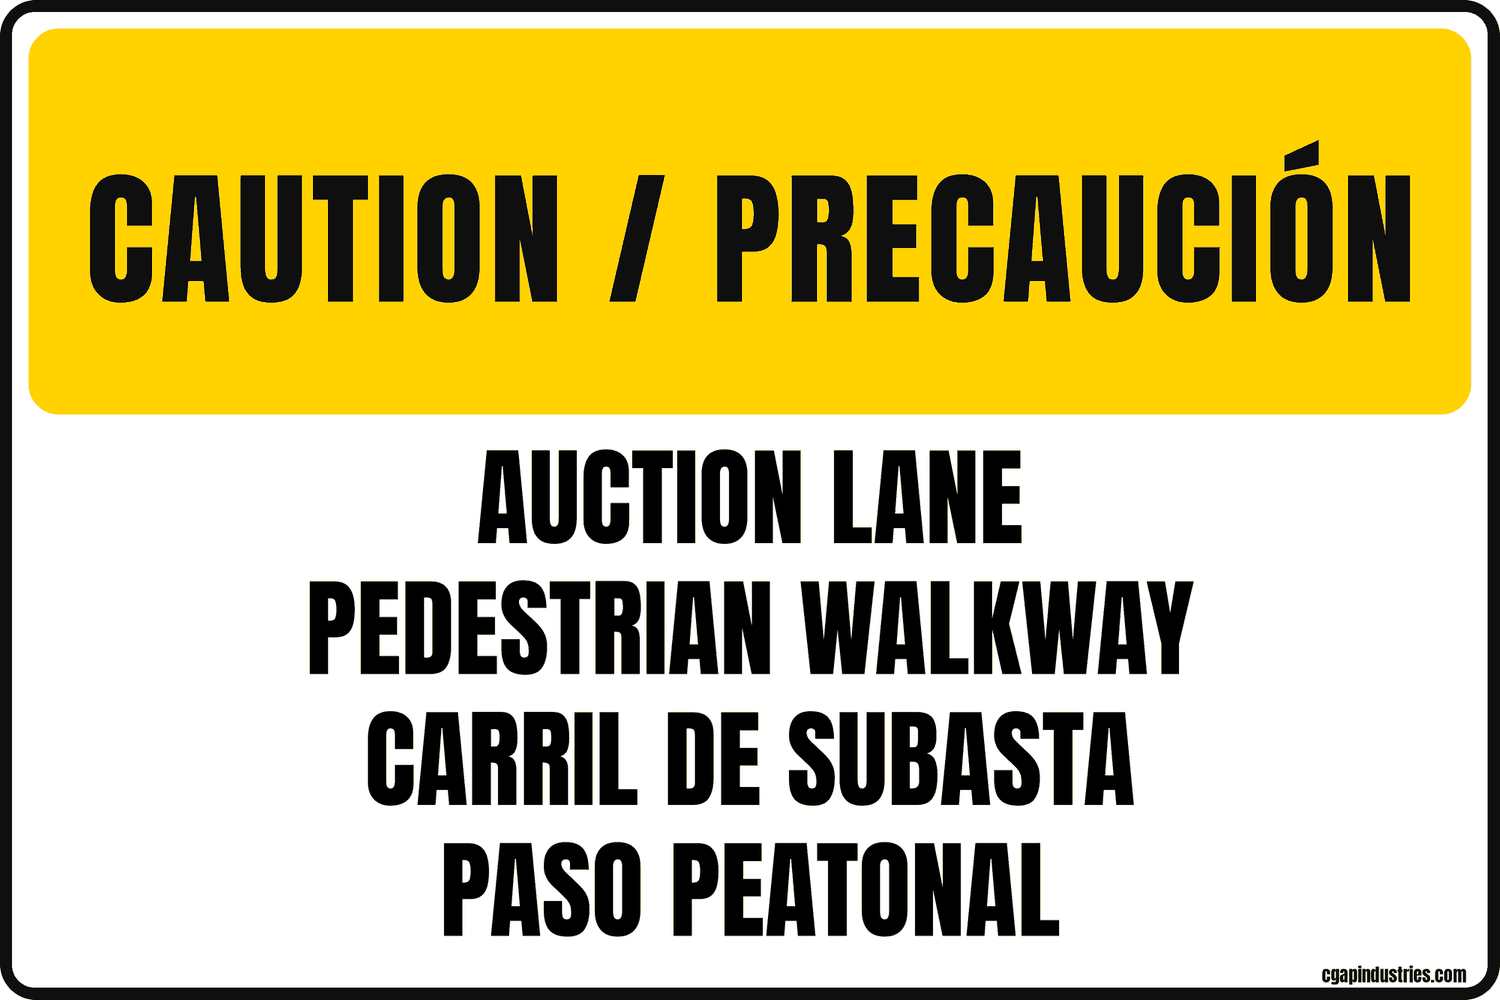 CAUTION / PRECAUCIÓN
AUCTION LANE
PEDESTRIAN WALKWAY
CARRIL DE SUBASTA
PASO PEATONAL
cgapindustries.com